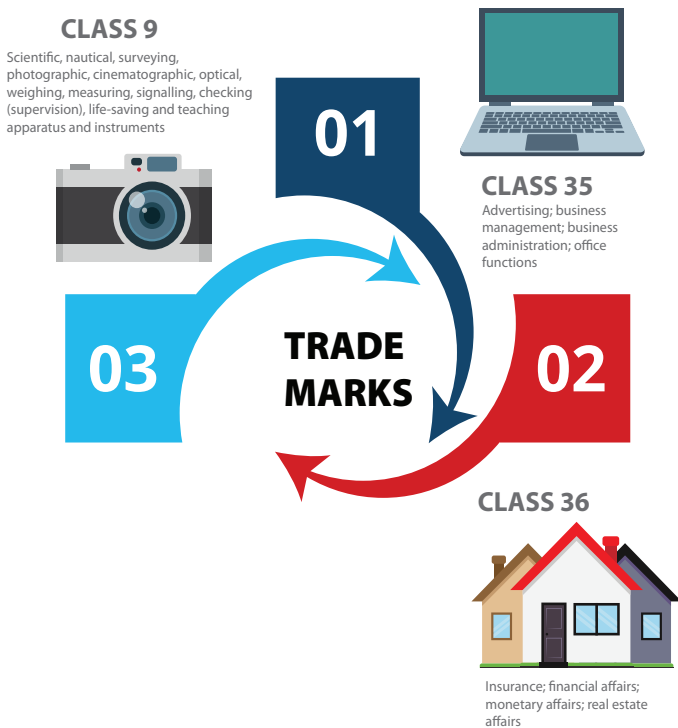 CLASS 9
Scientific, nautical, surveying,
photographic, cinematographic, optical,
weighing, measuring, signalling, checking
(supervision), life-saving and teaching
apparatus and instruments
01
CLASS 35
Advertising; business
management; business
administration; office
functions
03
TRADE
MARKS
02
CLASS 36
Insurance; financial affairs;
monetary affairs; real estate
affairs